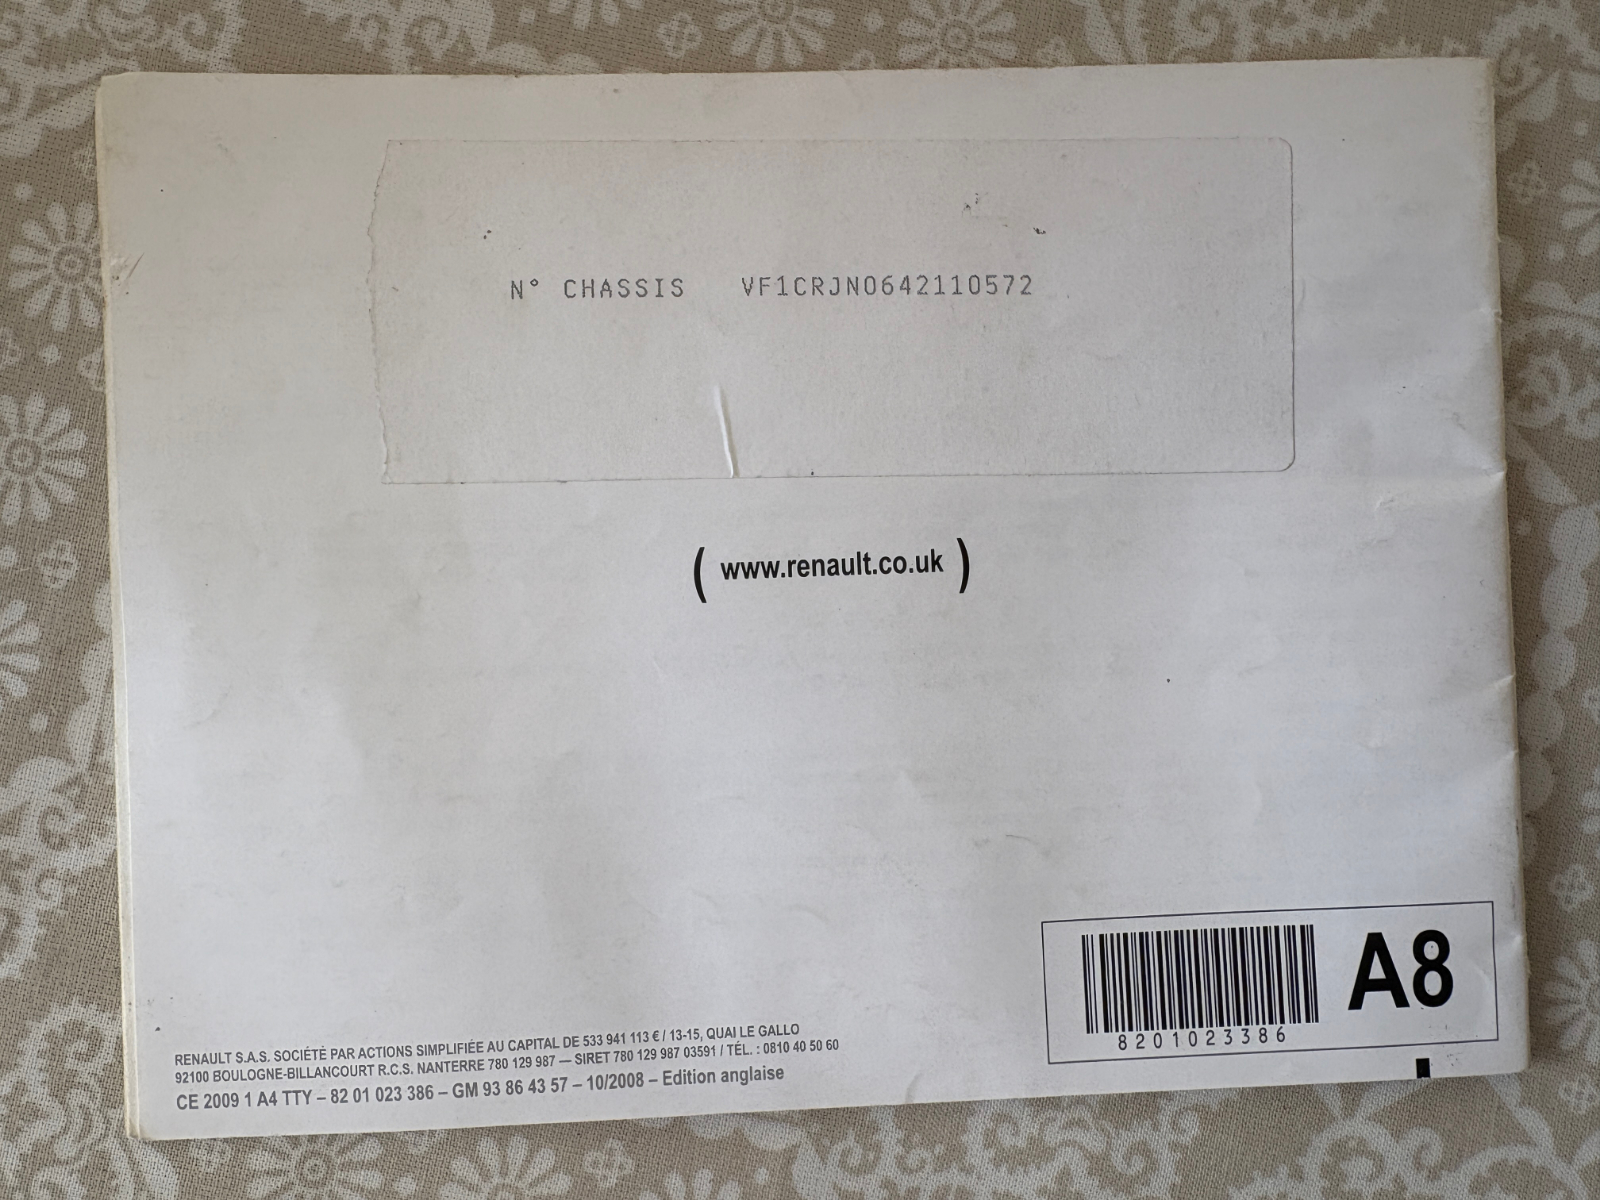 N° CHASSIS VF1CRJN0642110572
( www.renault.co.uk )
RENAULT S.A.S. SOCIÉTÉ PAR ACTIONS SIMPLIFIÉE AU CAPITAL DE 533 941 113 € / 13-15, QUAI LE GALLO
92100 BOULOGNE-BILLANCOURT R.C.S. NANTERRE 780 129 987 — SIRET 780 129 987 03591 / TÉL. : 0810 40 50 60
CE 2009 1 A4 TTY – 82 01 023 386 – GM 93 86 43 57 – 10/2008 – Edition anglaise
8201023386
A8